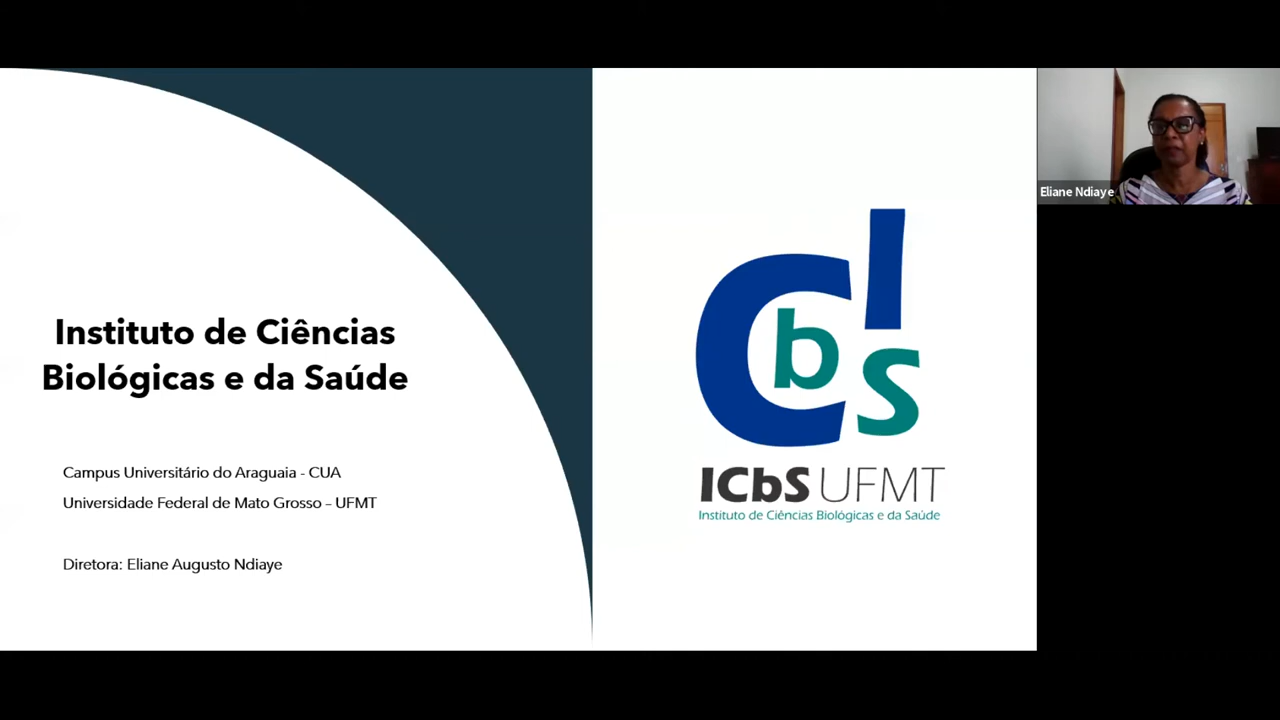 Instituto de Ciências
Biológicas e da Saúde
Campus Universitário do Araguaia - CUA
Universidade Federal de Mato Grosso – UFMT
Diretora: Eliane Augusto Ndiaye
CIbS
ICbS UFMT
Instituto de Ciências Biológicas e da Saúde
Eliane Ndiaye